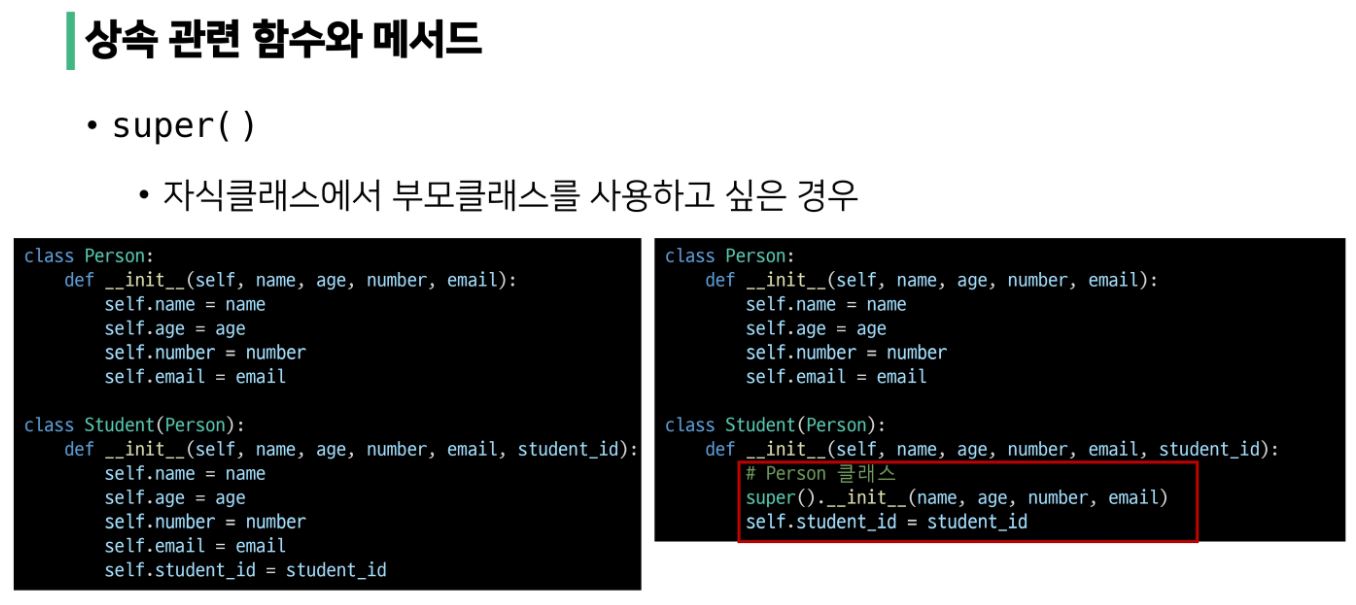 상속 관련 함수와 메서드
• super()
• 자식클래스에서 부모클래스를 사용하고 싶은 경우
class Person:
    def __init__(self, name, age, number, email):
        self.name = name
        self.age = age
        self.number = number
        self.email = email

class Student(Person):
    def __init__(self, name, age, number, email, student_id):
        self.name = name
        self.age = age
        self.number = number
        self.email = email
        self.student_id = student_id
class Person:
    def __init__(self, name, age, number, email):
        self.name = name
        self.age = age
        self.number = number
        self.email = email

class Student(Person):
    def __init__(self, name, age, number, email, student_id):
        # Person 클래스
        super().__init__(name, age, number, email)
        self.student_id = student_id